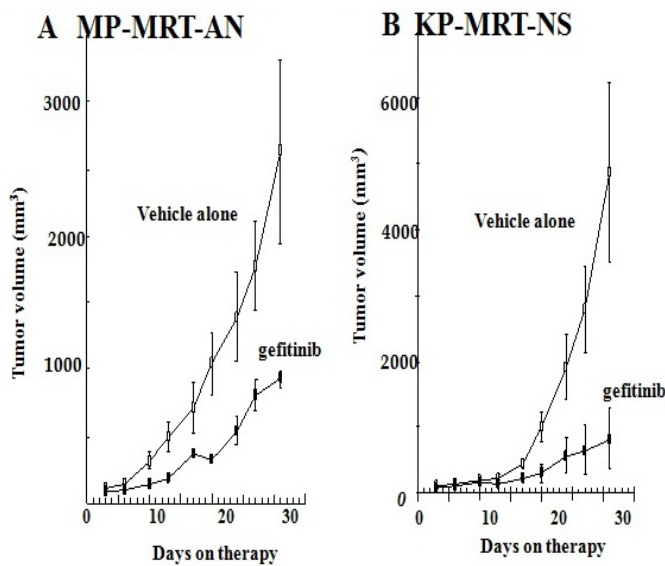 A MP-MRT-AN
Tumor volume (mm³)
3000
2000
1000
Vehicle alone
gefitinib
0 10 20 30
Days on therapy
B KP-MRT-NS
Tumor volume (mm³)
6000
4000
2000
0
Vehicle alone
gefitinib
0 10 20 30
Days on therapy